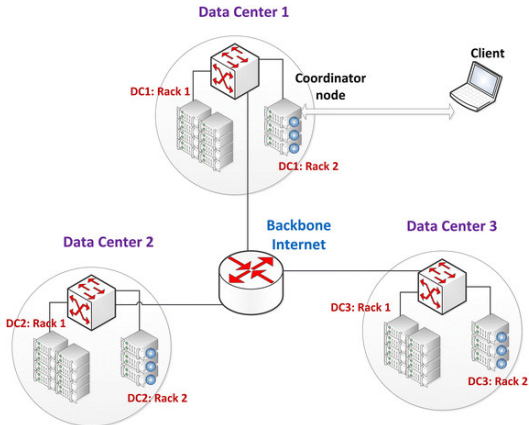 Data Center 1
Client
Coordinator
node
DC1: Rack 1
DC1: Rack 2
Backbone
Internet
Data Center 2
Data Center 3
DC2: Rack 1
DC3: Rack 1
DC2: Rack 2
DC3: Rack 2